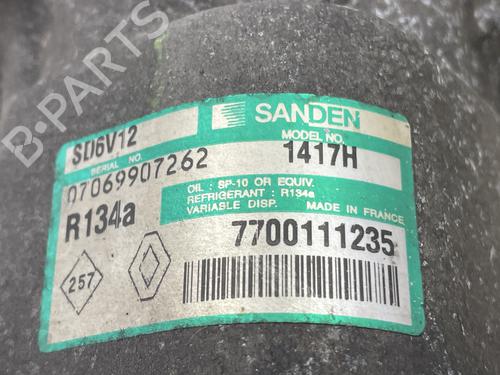 B-PARTS
SANDEN
SD6V12
MODEL NO.
SERIAL NO.
1417H
07069907262
OIL : SP-10 OR EQUIV.
REFRIGERANT : R134a
VARIABLE DISP. MADE IN FRANCE
R134a
7700111235
257